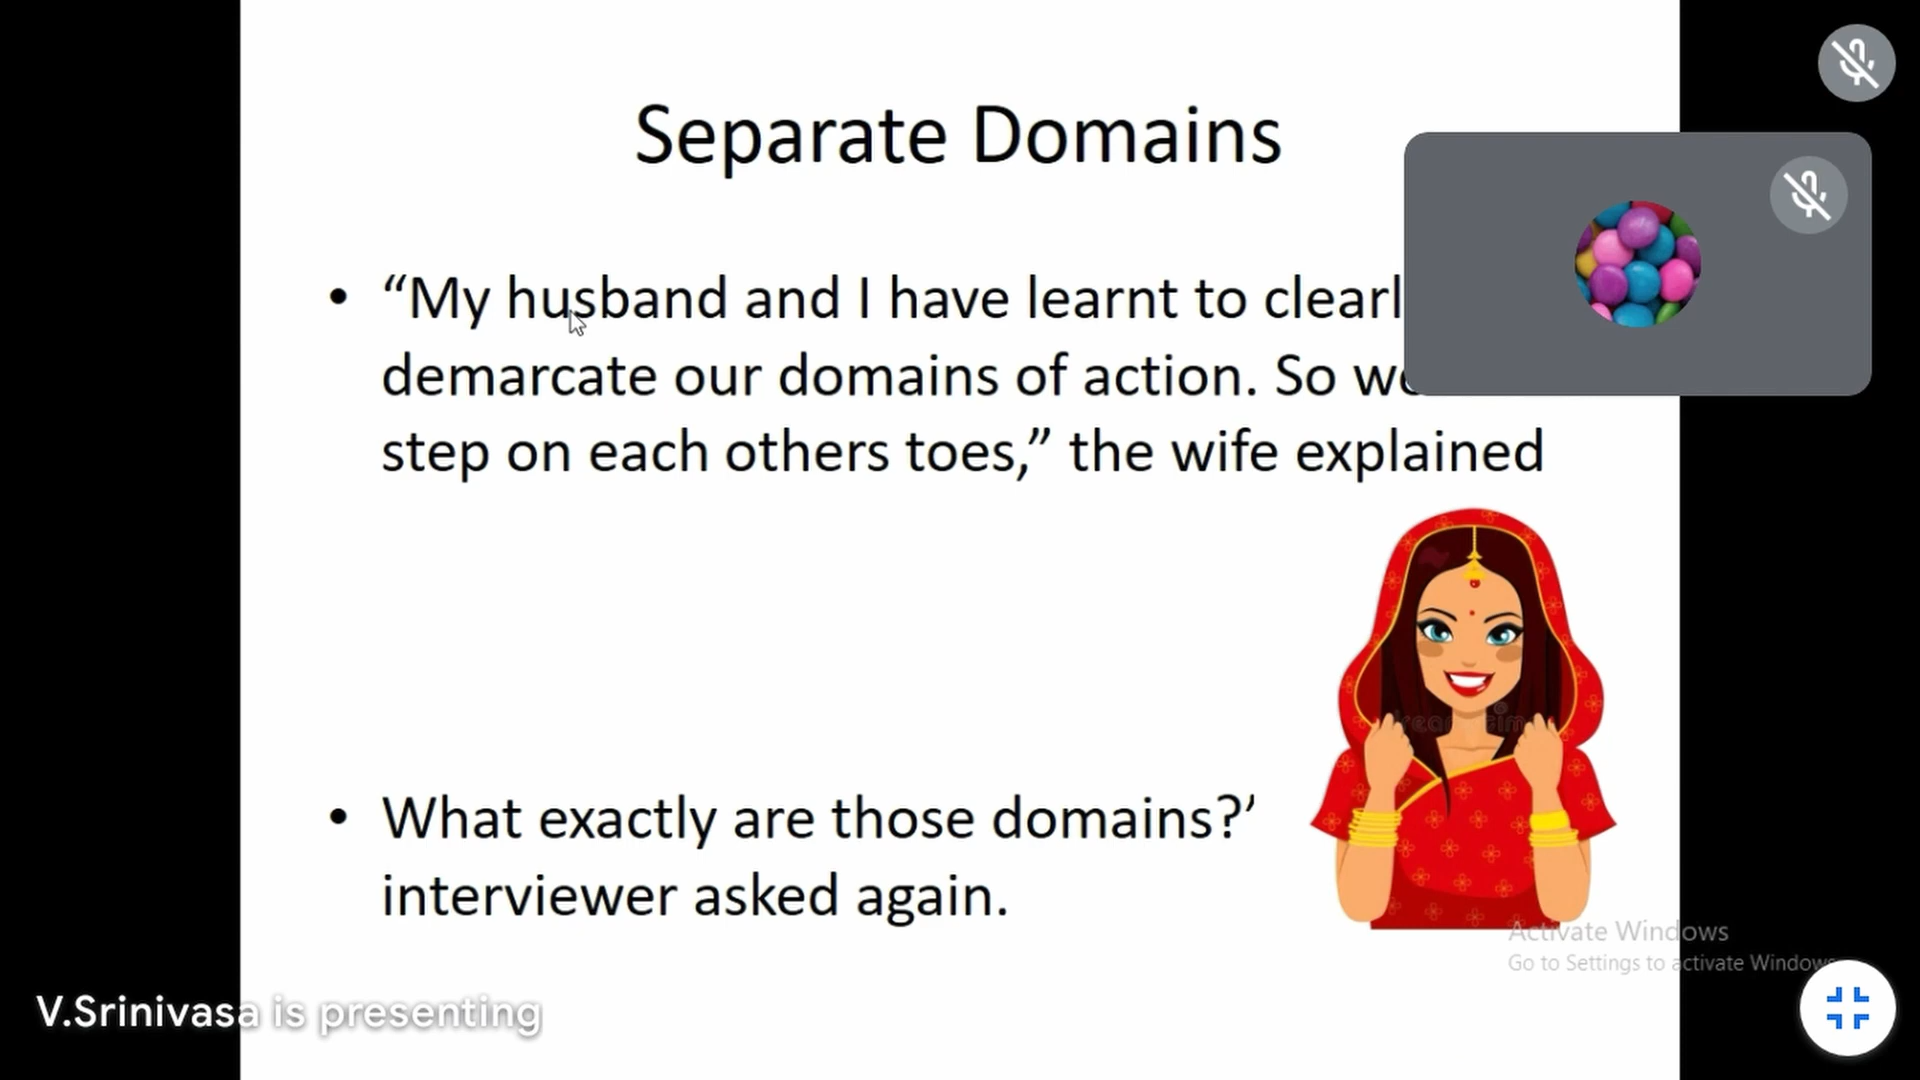 Separate Domains
• “My husband and I have learnt to clearl
demarcate our domains of action. So we
step on each others toes,” the wife explained
• What exactly are those domains?’
interviewer asked again.
Activate Windows
Go to Settings to activate Windows
V.Srinivasa is presenting